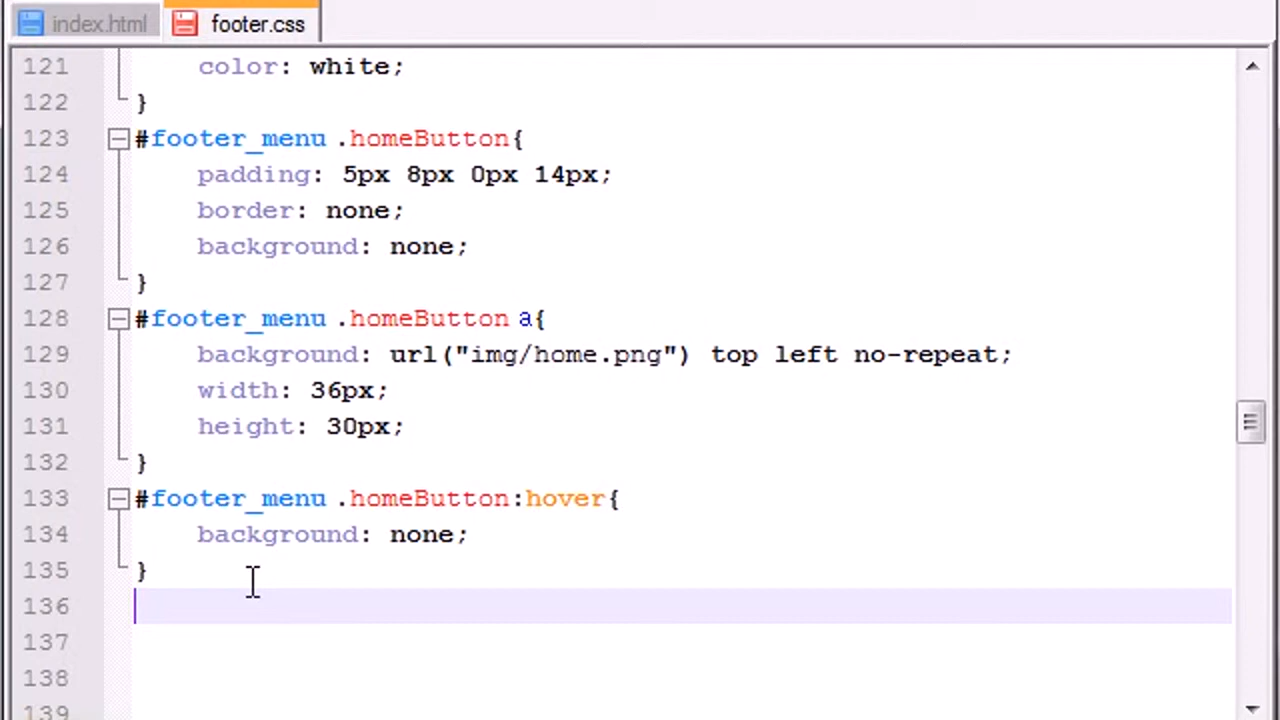 index.html footer.css
121 color: white;
122 }
123 #footer_menu .homeButton{
124 padding: 5px 8px 0px 14px;
125 border: none;
126 background: none;
127 }
128 #footer_menu .homeButton a{
129 background: url("img/home.png") top left no-repeat;
130 width: 36px;
131 height: 30px;
132 }
133 #footer_menu .homeButton:hover{
134 background: none;
135 }
136
137
138
139